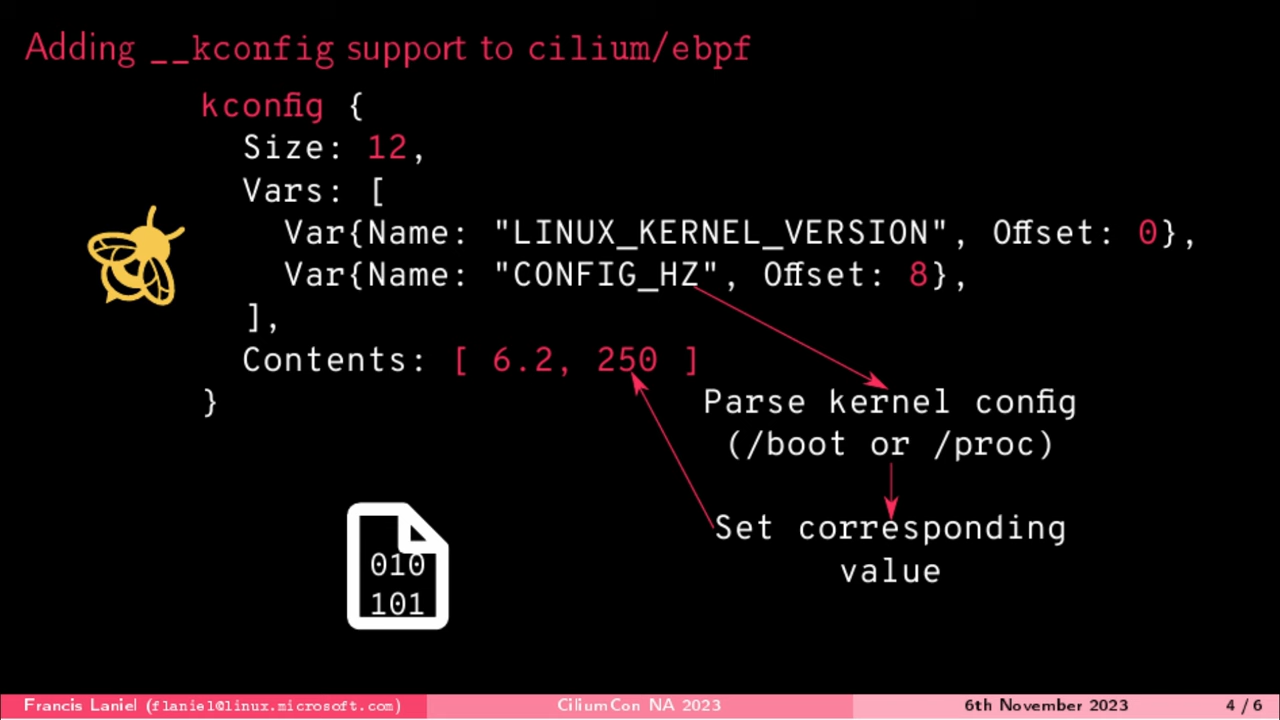 Adding __kconfig support to cilium/ebpf
kconfig {
Size: 12,
Vars: [
Var{Name: "LINUX_KERNEL_VERSION", Offset: 0},
Var{Name: "CONFIG_HZ", Offset: 8},
],
Contents: [ 6.2, 250 ]
}
Parse kernel config
(/boot or /proc)
Set corresponding
value
010
101
Francis Laniel (flaniel@linux.microsoft.com) CiliumCon NA 2023 6th November 2023 4 / 6